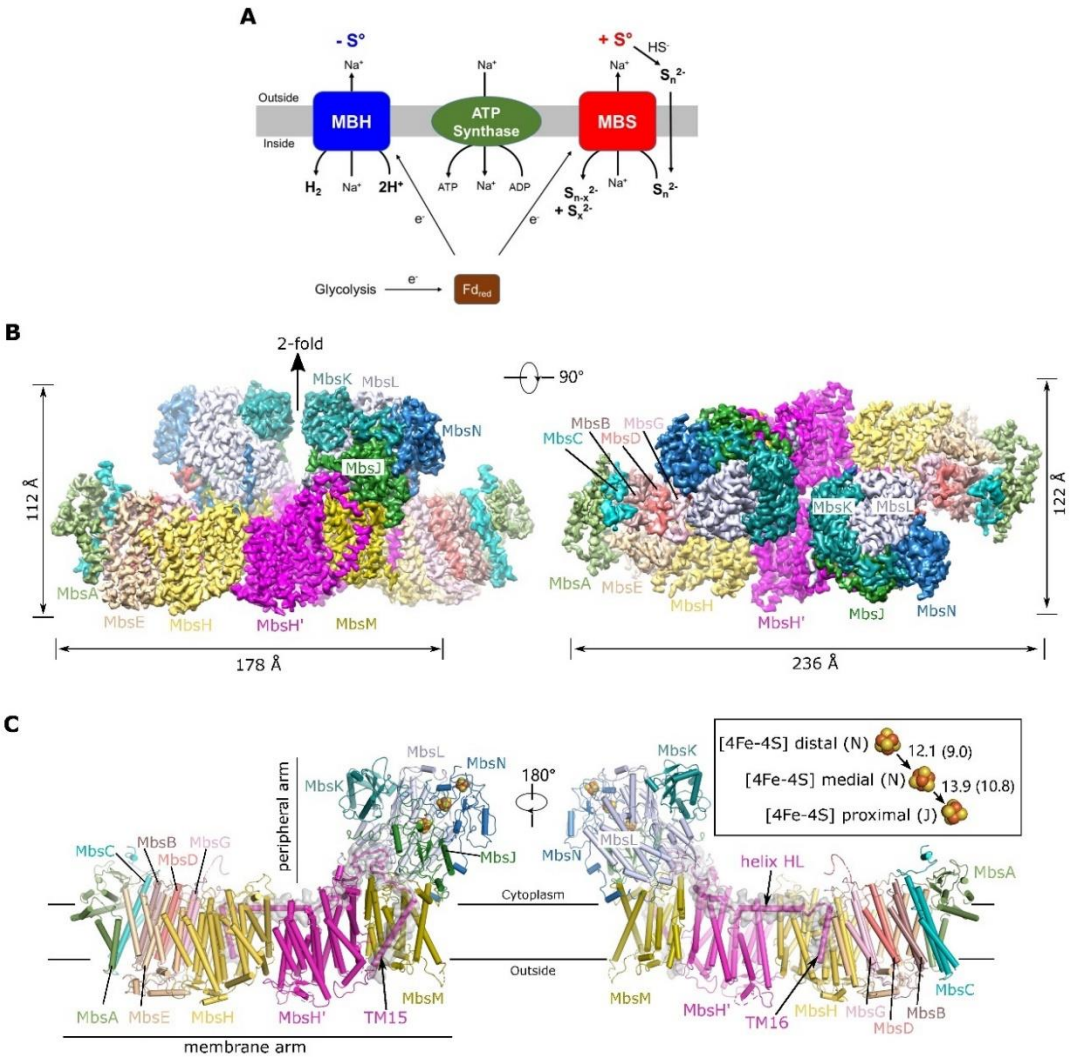 A
- S°
+ S°
HS⁻
Sₙ²⁻
Na⁺
Na⁺
Na⁺
Outside
Inside
MBH
ATP
Synthase
MBS
H₂
Na⁺
2H⁺
ATP
Na⁺
ADP
Sₙ₋ₓ²⁻
+ Sₓ²⁻
Na⁺
Sₙ²⁻
e⁻
e⁻
Glycolysis
e⁻
Fd_red
B
2-fold
90°
MbsK
MbsL
MbsN
MbsJ
112 Å
MbsA
MbsE
MbsH
MbsH'
MbsM
178 Å
MbsC
MbsB
MbsD
MbsG
MbsK
MbsL
122 Å
MbsA
MbsE
MbsH
MbsH'
MbsJ
MbsN
236 Å
C
peripheral arm
MbsL
MbsK
MbsN
MbsJ
180°
MbsK
[4Fe-4S] distal (N)
12.1 (9.0)
[4Fe-4S] medial (N)
13.9 (10.8)
[4Fe-4S] proximal (J)
MbsC
MbsB
MbsD
MbsG
MbsN
MbsL
helix HL
MbsA
Cytoplasm
Outside
MbsA
MbsE
MbsH
MbsH'
TM15
MbsM
MbsM
MbsH'
TM16
MbsH
MbsG
MbsD
MbsB
MbsC
membrane arm